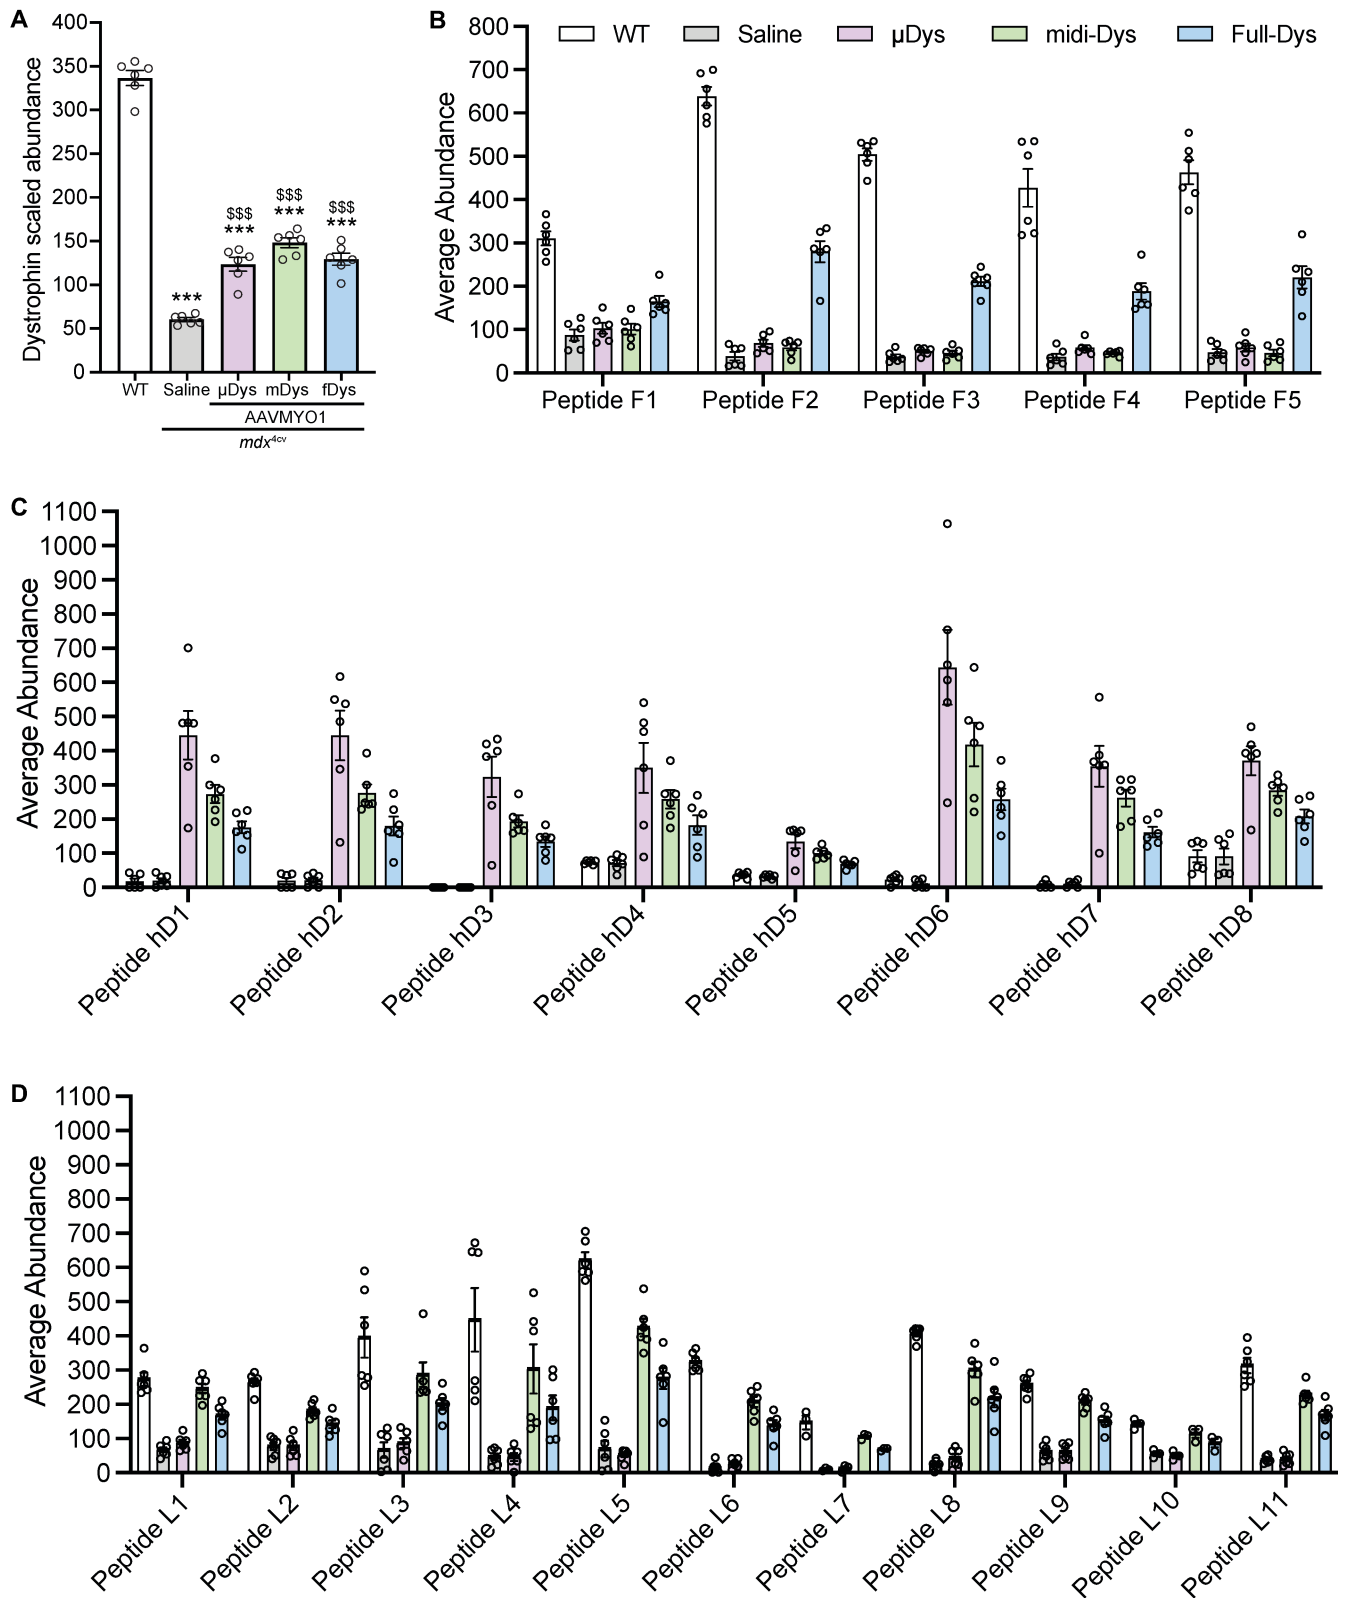 A
Dystrophin scaled abundance
400
350
300
250
200
150
100
50
0
***
$$$
***
$$$
***
$$$
***
WT Saline µDys mDys fDys
AAVMYO1
mdx4cv
B
Average Abundance
800
700
600
500
400
300
200
100
0
WT Saline µDys midi-Dys Full-Dys
Peptide F1 Peptide F2 Peptide F3 Peptide F4 Peptide F5
C
Average Abundance
1100
1000
900
800
700
600
500
400
300
200
100
0
Peptide hD1
Peptide hD2
Peptide hD3
Peptide hD4
Peptide hD5
Peptide hD6
Peptide hD7
Peptide hD8
D
Average Abundance
1100
1000
900
800
700
600
500
400
300
200
100
0
Peptide L1
Peptide L2
Peptide L3
Peptide L4
Peptide L5
Peptide L6
Peptide L7
Peptide L8
Peptide L9
Peptide L10
Peptide L11